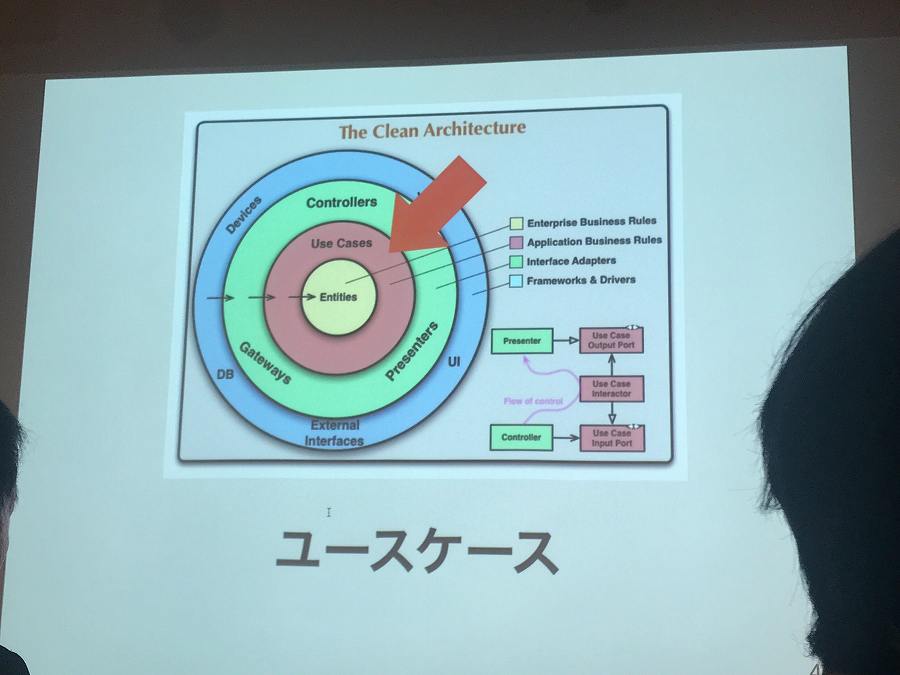 The Clean Architecture
Devices
Controllers
Use Cases
Entities
Gateways
Presenters
DB
UI
External
Interfaces
Enterprise Business Rules
Application Business Rules
Interface Adapters
Frameworks & Drivers
Presenter
Use Case
Output Port
Use Case
Interactor
Flow of control
Controller
Use Case
Input Port
ユースケース